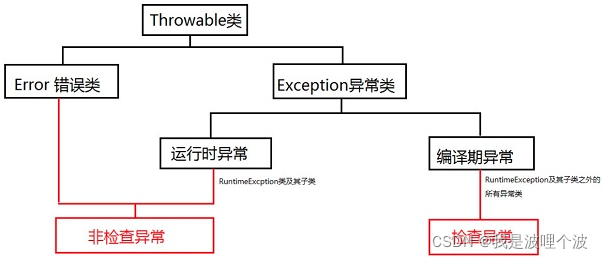 Throwable类
Error 错误类
Exception异常类
运行时异常
编译期异常
RuntimeExcption类及其子类
RuntimeException及其子类之外的
所有异常类
非检查异常
检查异常
CSDN @我是波哩个波